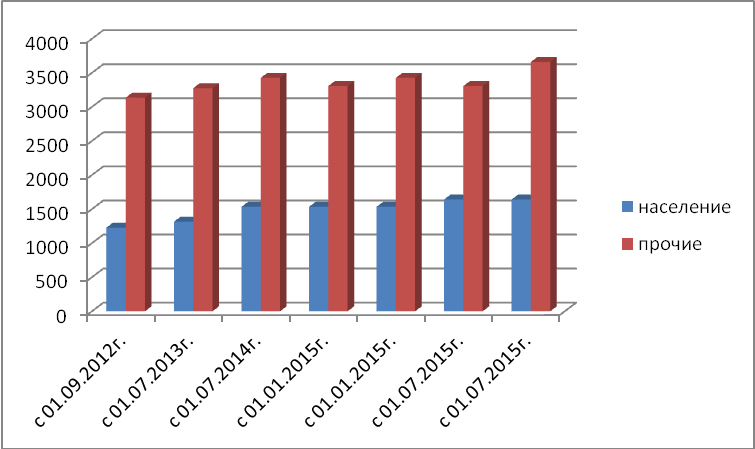 4000
3500
3000
2500
2000
1500
1000
500
0
с 01.09.2012г.
с 01.07.2013г.
с 01.07.2014г.
с 01.01.2015г.
с 01.01.2015г.
с 01.07.2015г.
с 01.07.2015г.
население
прочие